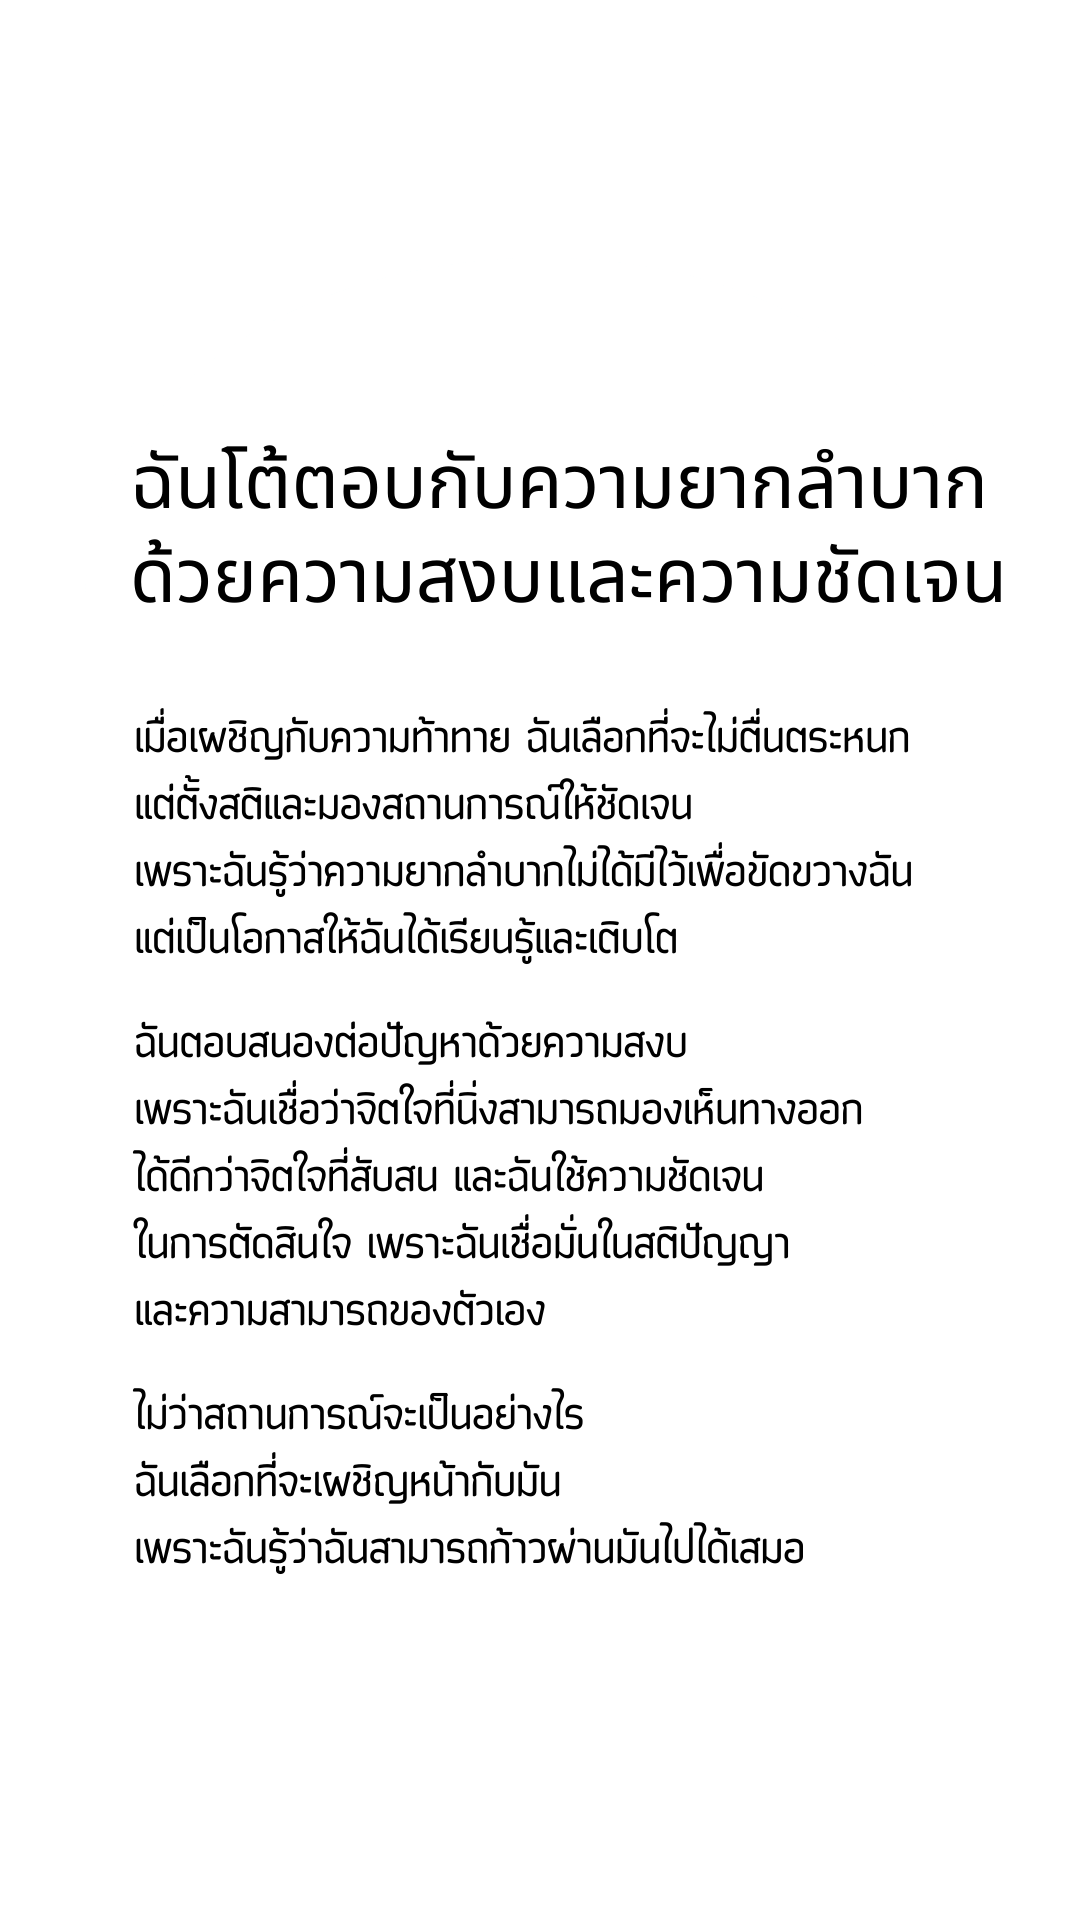 ฉันโต้ตอบกับความยากลำบาก
ด้วยความสงบและความชัดเจน
เมื่อเผชิญกับความท้าทาย ฉันเลือกที่จะไม่ตื่นตระหนก
แต่ตั้งสติและมองสถานการณ์ให้ชัดเจน
เพราะฉันรู้ว่าความยากลำบากไม่ได้มีไว้เพื่อขัดขวางฉัน
แต่เป็นโอกาสให้ฉันได้เรียนรู้และเติบโต
ฉันตอบสนองต่อปัญหาด้วยความสงบ
เพราะฉันเชื่อว่าจิตใจที่นิ่งสามารถมองเห็นทางออก
ได้ดีกว่าจิตใจที่สับสน และฉันใช้ความชัดเจน
ในการตัดสินใจ เพราะฉันเชื่อมั่นในสติปัญญา
และความสามารถของตัวเอง
ไม่ว่าสถานการณ์จะเป็นอย่างไร
ฉันเลือกที่จะเผชิญหน้ากับมัน
เพราะฉันรู้ว่าฉันสามารถก้าวผ่านมันไปได้เสมอ